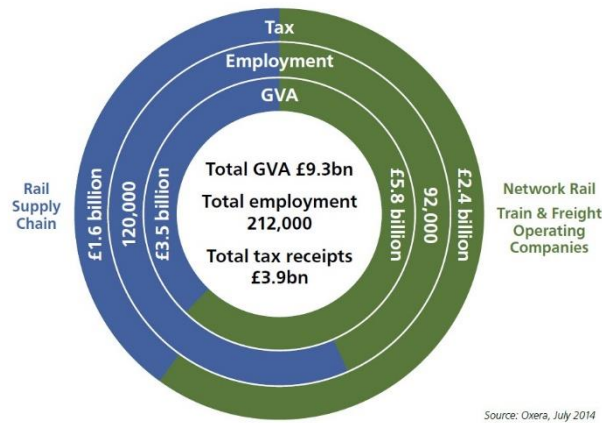 Tax
Employment
GVA
Total GVA £9.3bn
Total employment
212,000
Total tax receipts
£3.9bn
Rail
Supply
Chain
£1.6 billion
120,000
£3.5 billion
£5.8 billion
92,000
£2.4 billion
Network Rail
Train & Freight
Operating
Companies
Source: Oxera, July 2014